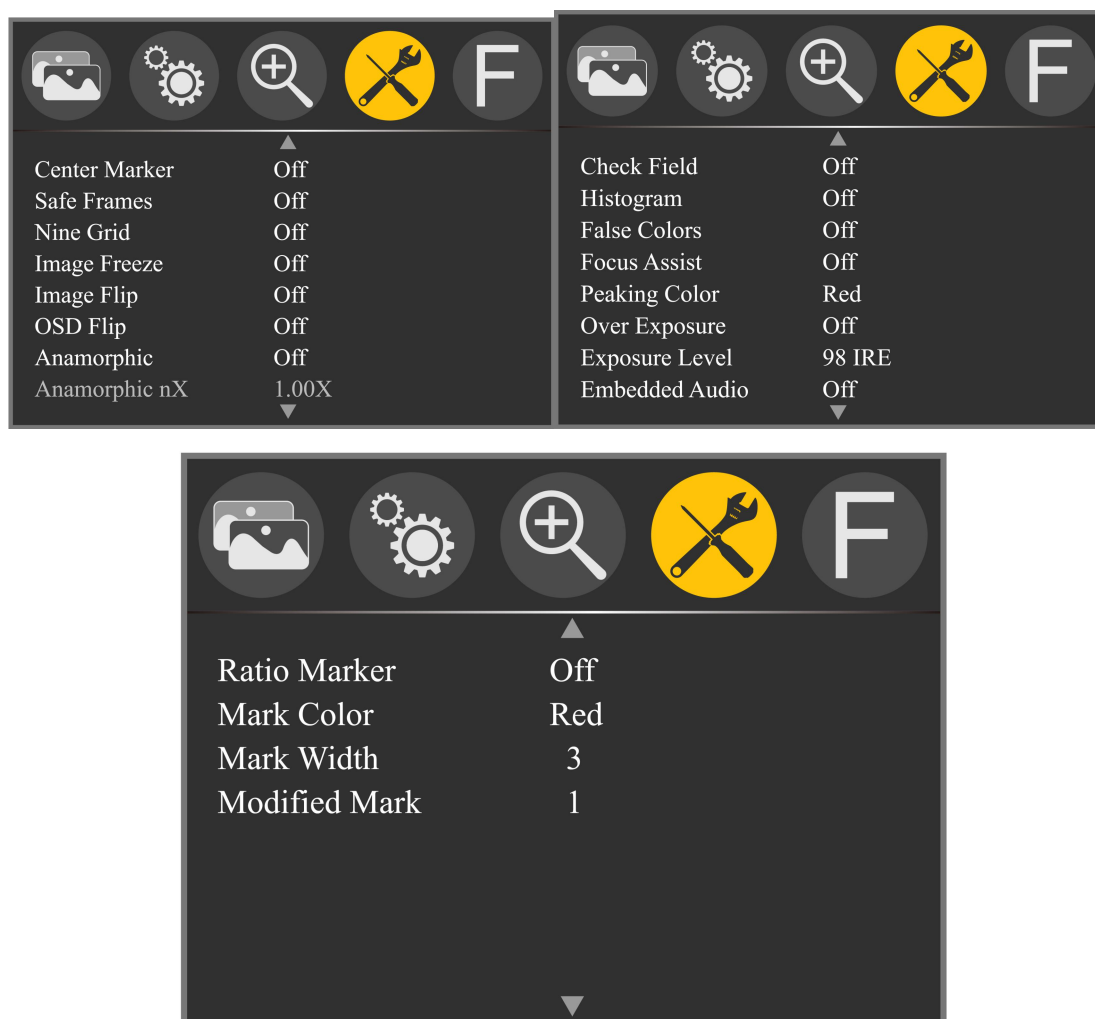 F
Center Marker Off
Safe Frames Off
Nine Grid Off
Image Freeze Off
Image Flip Off
OSD Flip Off
Anamorphic Off
Anamorphic nX 1.00X
F
Check Field Off
Histogram Off
False Colors Off
Focus Assist Off
Peaking Color Red
Over Exposure Off
Exposure Level 98 IRE
Embedded Audio Off
F
Ratio Marker Off
Mark Color Red
Mark Width 3
Modified Mark 1